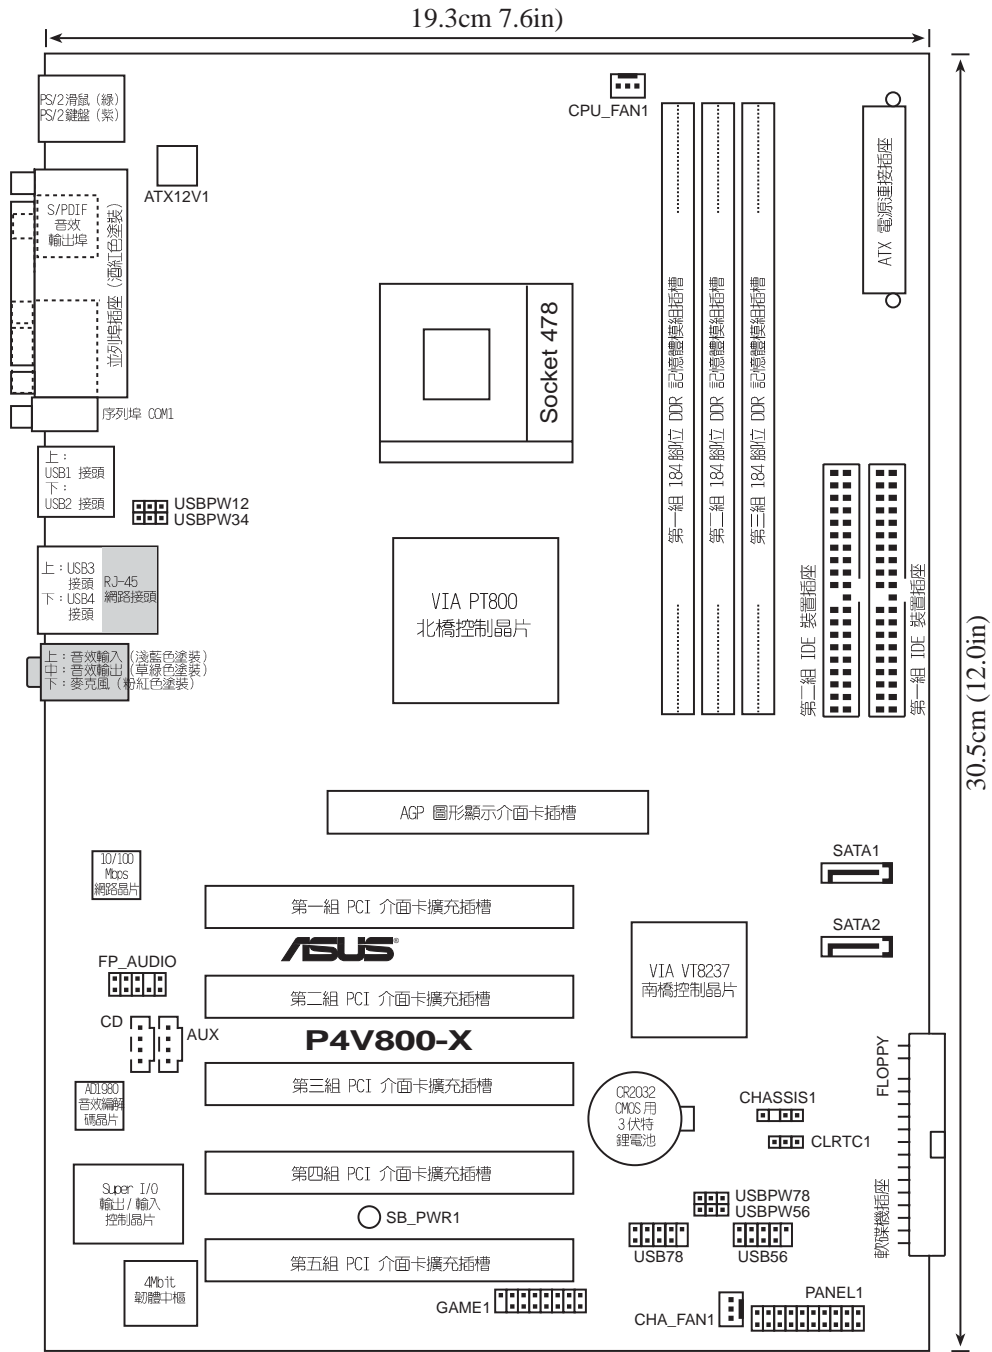 19.3cm 7.6in)
PS/2滑鼠 (綠)
PS/2鍵盤 (紫)
CPU_FAN1
ATX12V1
ATX 電源連接插座
S/PDIF
音效
輸出埠
並列埠插座 (酒紅色塗裝)
Socket 478
第一組 184 腳位 DDR 記憶體模組插槽
第二組 184 腳位 DDR 記憶體模組插槽
第三組 184 腳位 DDR 記憶體模組插槽
序列埠 COM1
上：
USB1 接頭
下：
USB2 接頭
USBPW12
USBPW34
上：USB3
接頭
下：USB4
接頭
RJ-45
網路接頭
VIA PT800
北橋控制晶片
第二組 IDE 裝置插座
第一組 IDE 裝置插座
30.5cm (12.0in)
上：音效輸入 (淺藍色塗裝)
中：音效輸出 (草綠色塗裝)
下：麥克風 (粉紅色塗裝)
AGP 圖形顯示介面卡插槽
10/100
Mbps
網路晶片
SATA1
第一組 PCI 介面卡擴充插槽
ASUS®
SATA2
FP_AUDIO
VIA VT8237
南橋控制晶片
第二組 PCI 介面卡擴充插槽
CD
AUX
P4V800-X
FLOPPY
第三組 PCI 介面卡擴充插槽
AD1980
音效編解
碼晶片
CR2032
CMOS 用
3 伏特
鋰電池
CHASSIS1
CLRTC1
第四組 PCI 介面卡擴充插槽
Super I/O
輸出/輸入
控制晶片
SB_PWR1
USBPW78
USBPW56
軟碟機插座
USB78
USB56
第五組 PCI 介面卡擴充插槽
4Mbit
韌體中樞
GAME1
CHA_FAN1
PANEL1